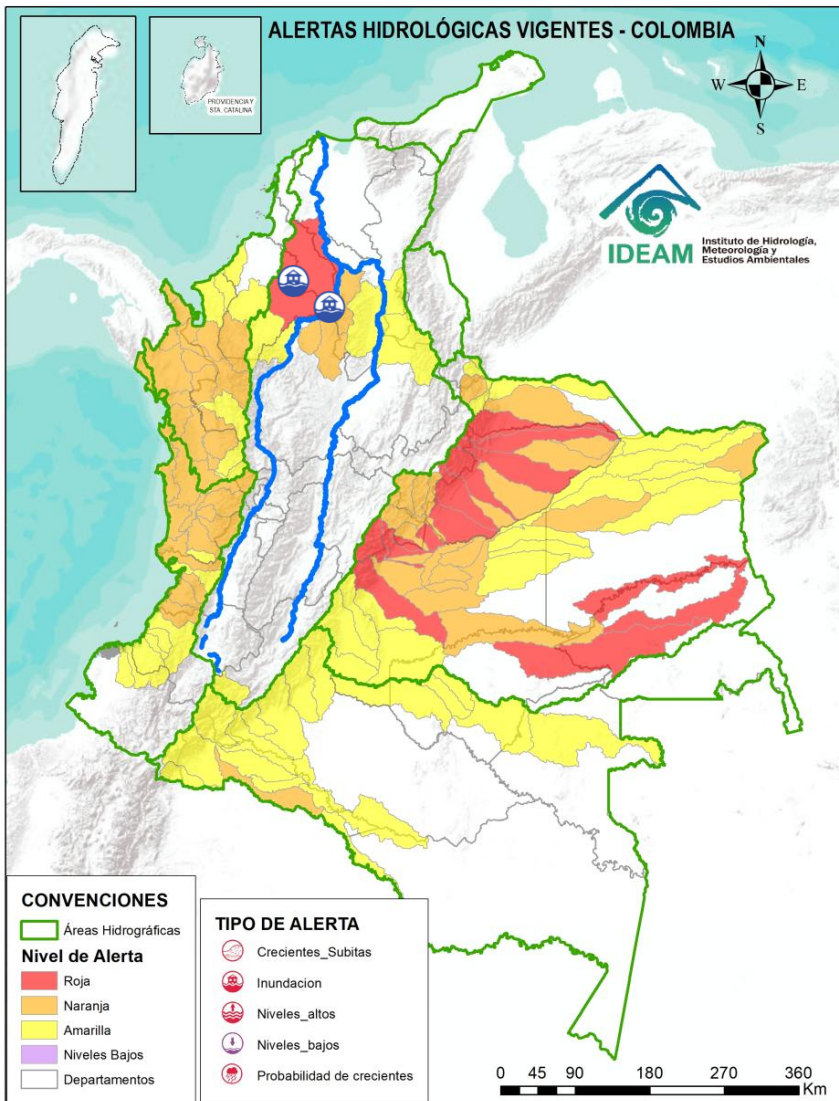 ALERTAS HIDROLÓGICAS VIGENTES - COLOMBIA
PROVIDENCIA Y
STA. CATALINA
N
W
E
S
IDEAM
Instituto de Hidrología,
Meteorología y
Estudios Ambientales
CONVENCIONES
Áreas Hidrográficas
Nivel de Alerta
Roja
Naranja
Amarilla
Niveles Bajos
Departamentos
TIPO DE ALERTA
Crecientes_Subitas
Inundacion
Niveles_altos
Niveles_bajos
Probabilidad de crecientes
0 45 90 180 270 360
Km